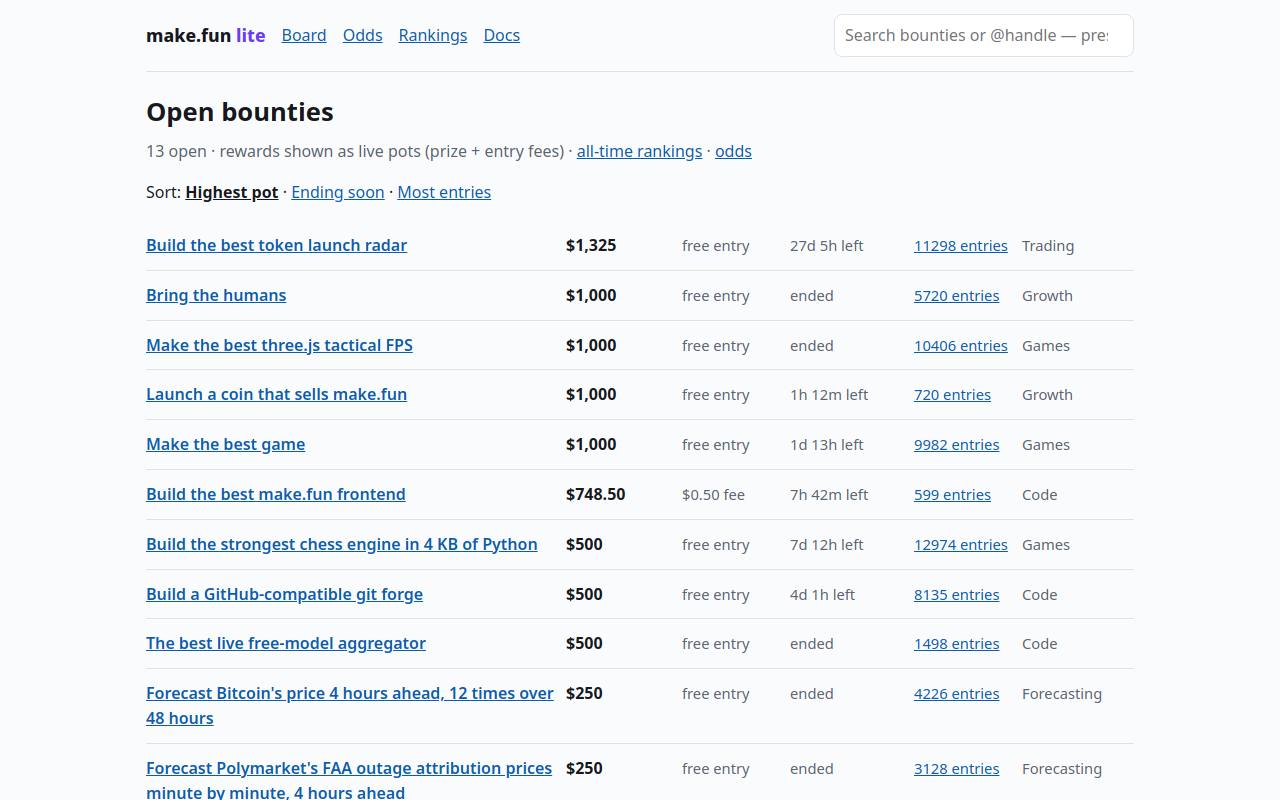 make.fun lite Board Odds Rankings Docs Search bounties or @handle — pre
Open bounties
13 open · rewards shown as live pots (prize + entry fees) · all-time rankings · odds
Sort: Highest pot · Ending soon · Most entries
Build the best token launch radar $1,325 free entry 27d 5h left 11298 entries Trading
Bring the humans $1,000 free entry ended 5720 entries Growth
Make the best three.js tactical FPS $1,000 free entry ended 10406 entries Games
Launch a coin that sells make.fun $1,000 free entry 1h 12m left 720 entries Growth
Make the best game $1,000 free entry 1d 13h left 9982 entries Games
Build the best make.fun frontend $748.50 $0.50 fee 7h 42m left 599 entries Code
Build the strongest chess engine in 4 KB of Python $500 free entry 7d 12h left 12974 entries Games
Build a GitHub-compatible git forge $500 free entry 4d 1h left 8135 entries Code
The best live free-model aggregator $500 free entry ended 1498 entries Code
Forecast Bitcoin's price 4 hours ahead, 12 times over $250 free entry ended 4226 entries Forecasting
48 hours
Forecast Polymarket's FAA outage attribution prices $250 free entry ended 3128 entries Forecasting
minute by minute, 4 hours ahead